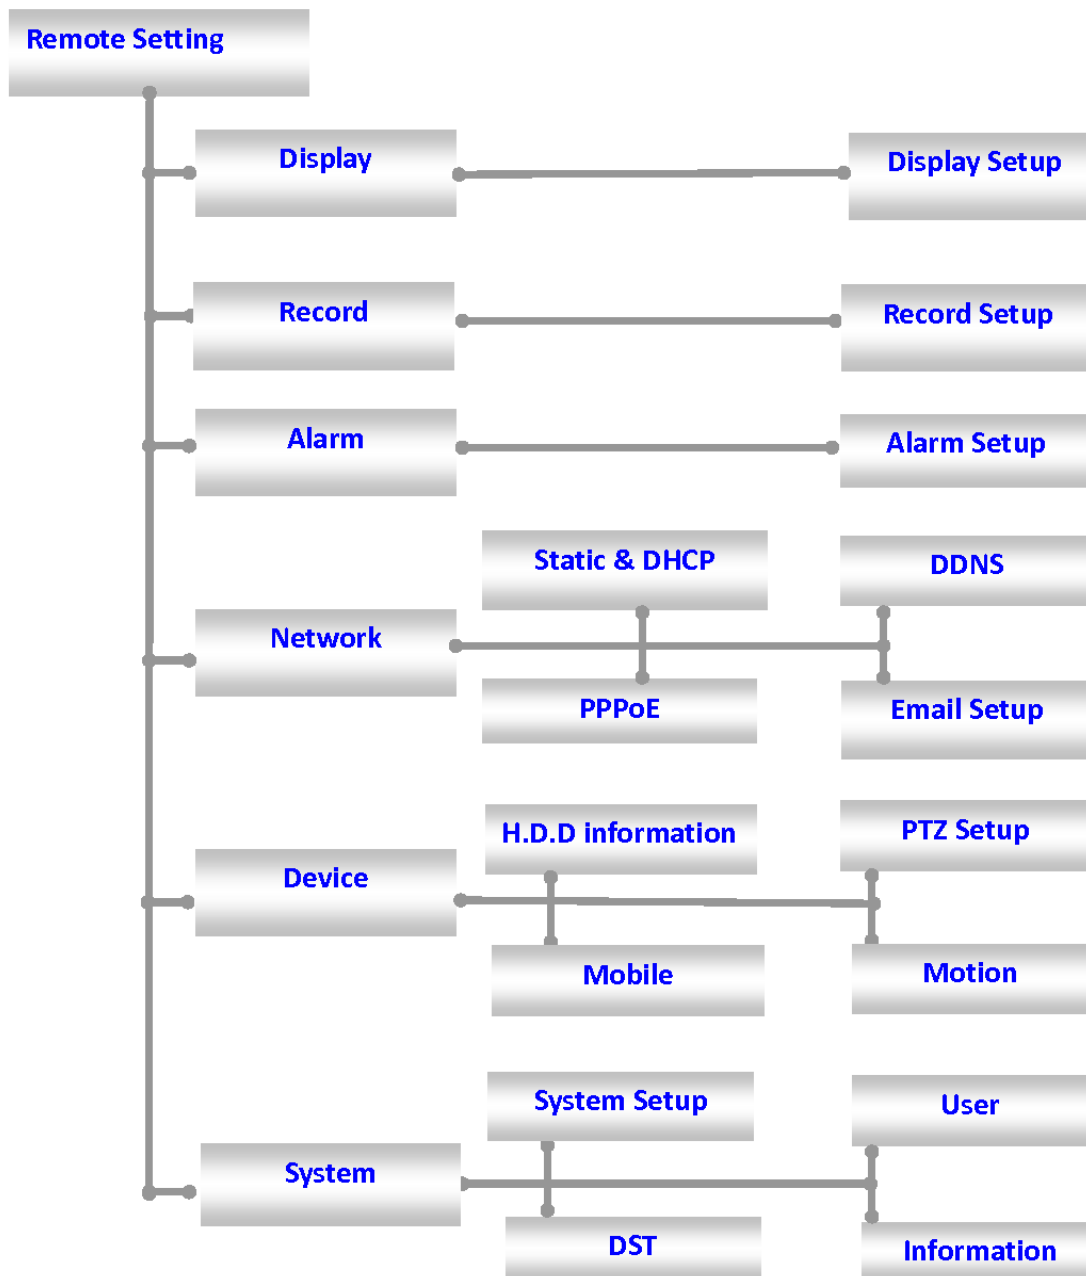 Remote Setting
Display
Display Setup
Record
Record Setup
Alarm
Alarm Setup
Static & DHCP
DDNS
Network
PPPoE
Email Setup
H.D.D information
PTZ Setup
Device
Mobile
Motion
System Setup
User
System
DST
Information